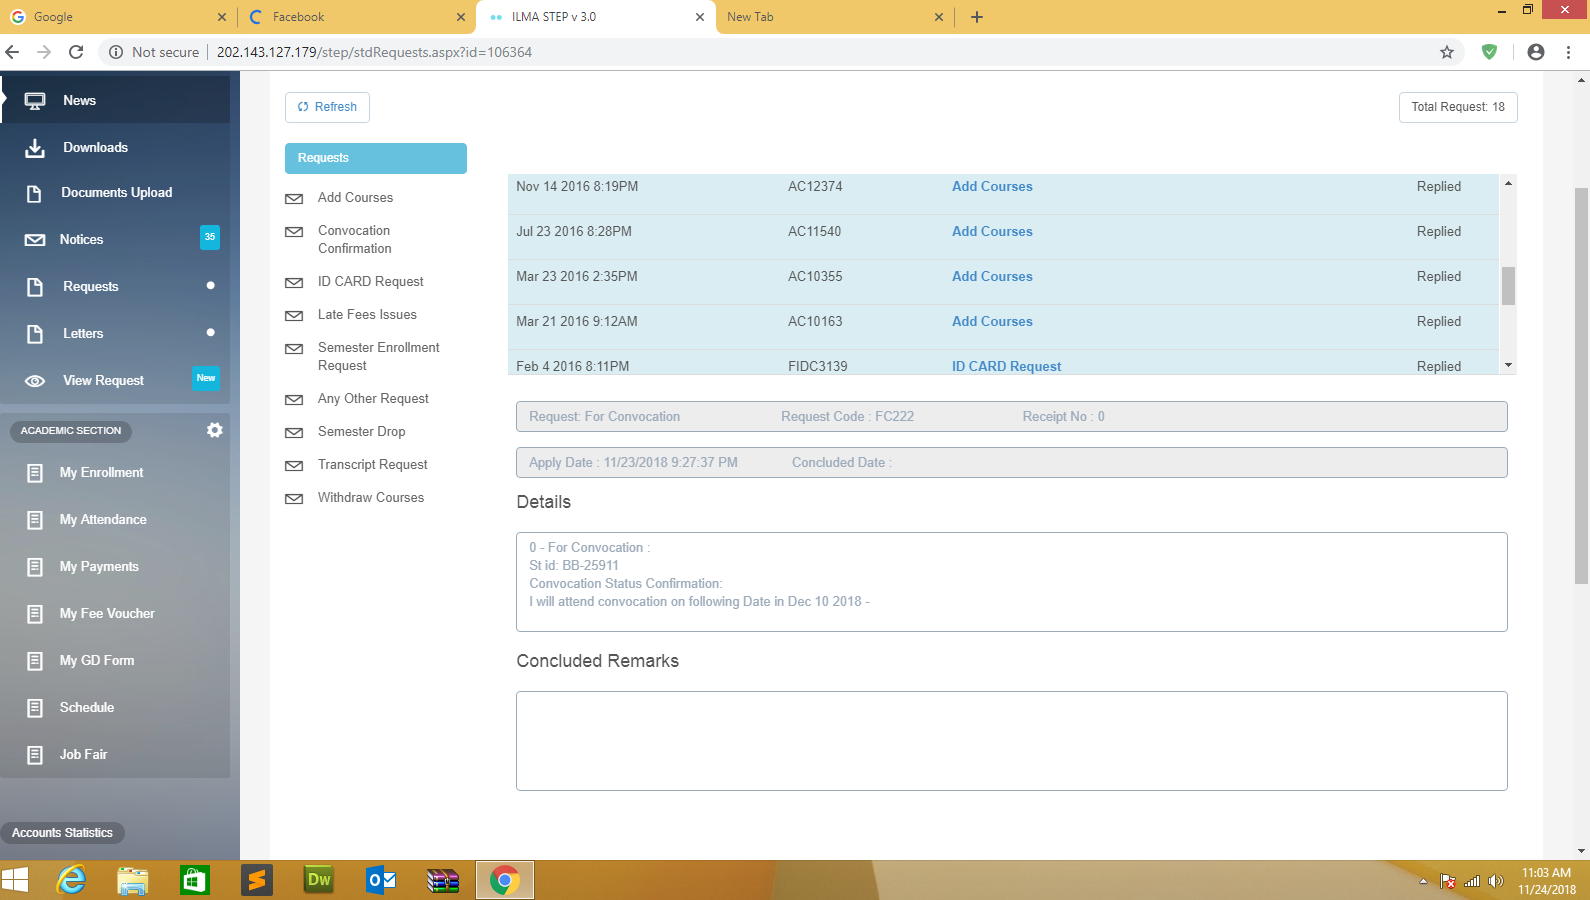 Google
Facebook
ILMA STEP v 3.0
New Tab
Not secure
202.143.127.179/step/stdRequests.aspx?id=106364
News
Downloads
Documents Upload
Notices 35
Requests
Letters
View Request New
ACADEMIC SECTION
My Enrollment
My Attendance
My Payments
My Fee Voucher
My GD Form
Schedule
Job Fair
Accounts Statistics
Refresh
Total Request: 18
Requests
Add Courses
Convocation
Confirmation
ID CARD Request
Late Fees Issues
Semester Enrollment
Request
Any Other Request
Semester Drop
Transcript Request
Withdraw Courses
Nov 14 2016 8:19PM AC12374 Add Courses Replied
Jul 23 2016 8:28PM AC11540 Add Courses Replied
Mar 23 2016 2:35PM AC10355 Add Courses Replied
Mar 21 2016 9:12AM AC10163 Add Courses Replied
Feb 4 2016 8:11PM FIDC3139 ID CARD Request Replied
Request: For Convocation Request Code : FC222 Receipt No : 0
Apply Date : 11/23/2018 9:27:37 PM Concluded Date :
Details
0 - For Convocation :
St id: BB-25911
Convocation Status Confirmation:
I will attend convocation on following Date in Dec 10 2018 -
Concluded Remarks
Dw
11:03 AM
11/24/2018